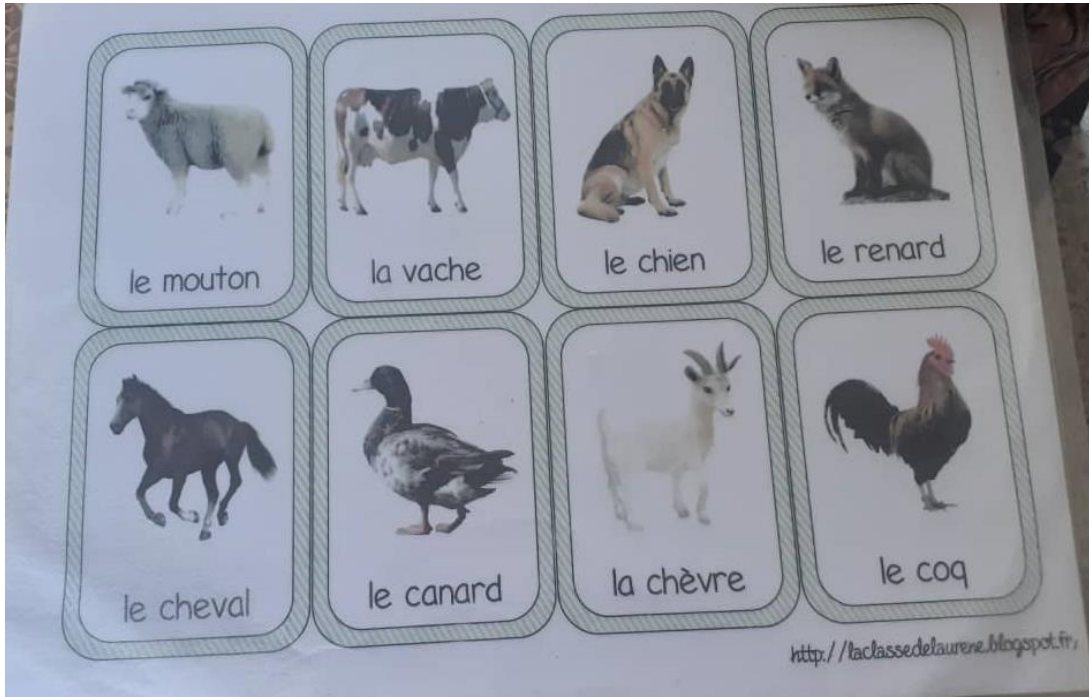 le mouton
la vache
le chien
le renard
le cheval
le canard
la chèvre
le coq
http://laclassedelaurene.blogspot.fr/